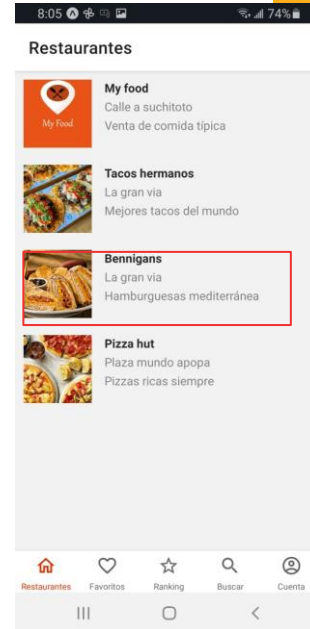 8:05 74%
Restaurantes
My Food
My food
Calle a suchitoto
Venta de comida típica
Tacos hermanos
La gran via
Mejores tacos del mundo
Bennigans
La gran via
Hamburguesas mediterránea
Pizza hut
Plaza mundo apopa
Pizzas ricas siempre
Restaurantes Favoritos Ranking Buscar Cuenta